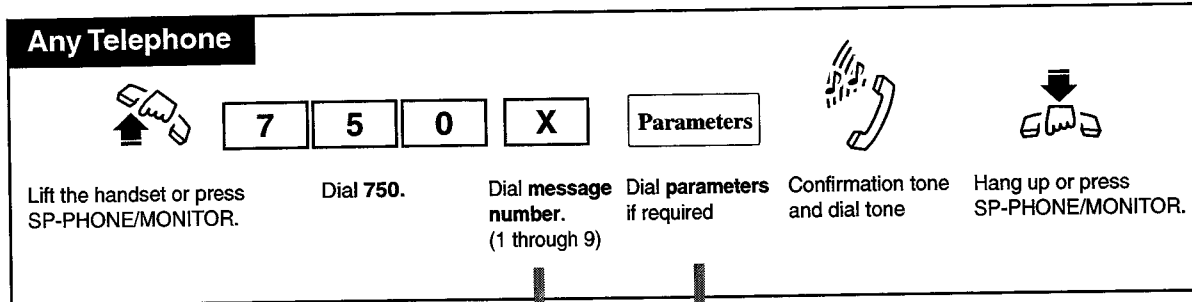 Any Telephone
7 5 0 X Parameters
Lift the handset or press
SP-PHONE/MONITOR.
Dial 750.
Dial message
number.
(1 through 9)
Dial parameters
if required
Confirmation tone
and dial tone
Hang up or press
SP-PHONE/MONITOR.